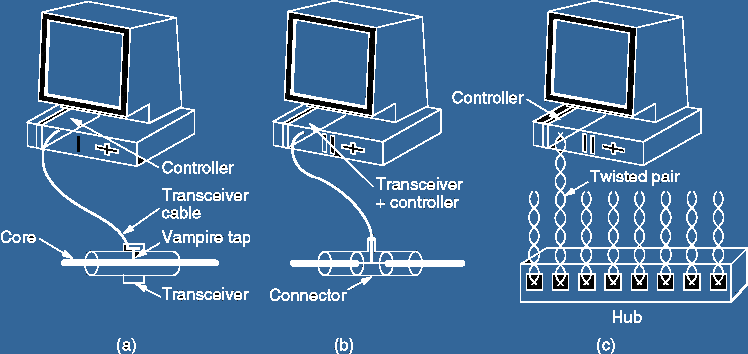 Controller
Transceiver
cable
Core
Vampire tap
Transceiver
(a)
Transceiver
+ controller
Connector
(b)
Controller
Twisted pair
Hub
(c)